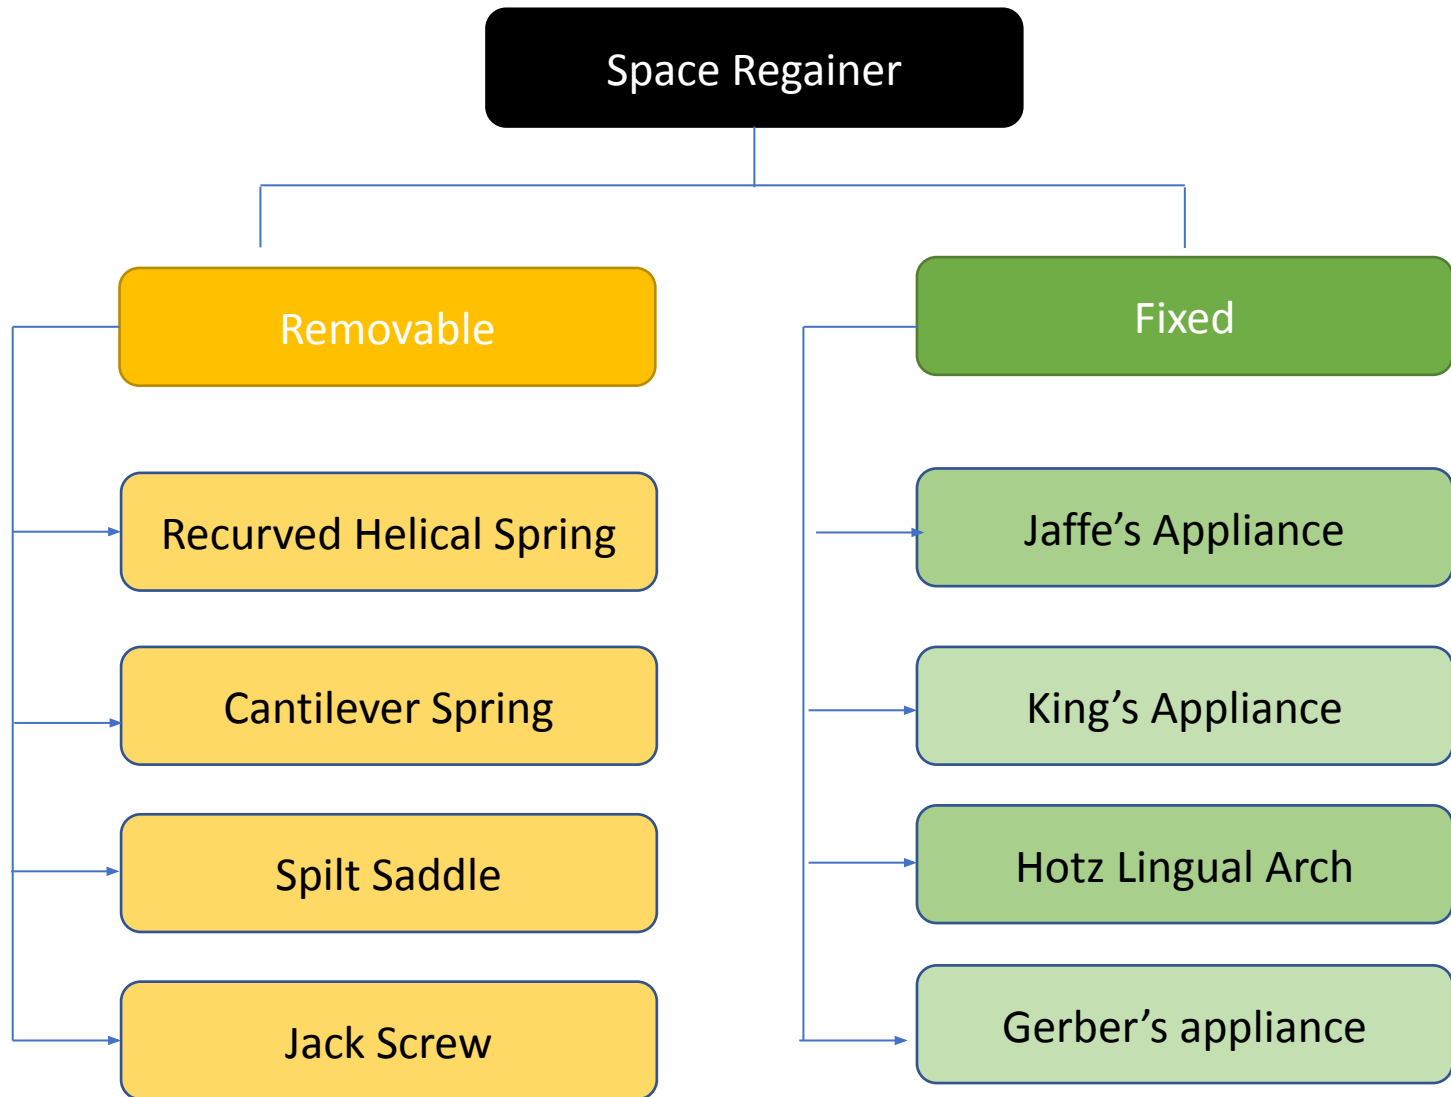 Space Regainer
Removable
Fixed
Recurved Helical Spring
Jaffe’s Appliance
Cantilever Spring
King’s Appliance
Spilt Saddle
Hotz Lingual Arch
Jack Screw
Gerber’s appliance